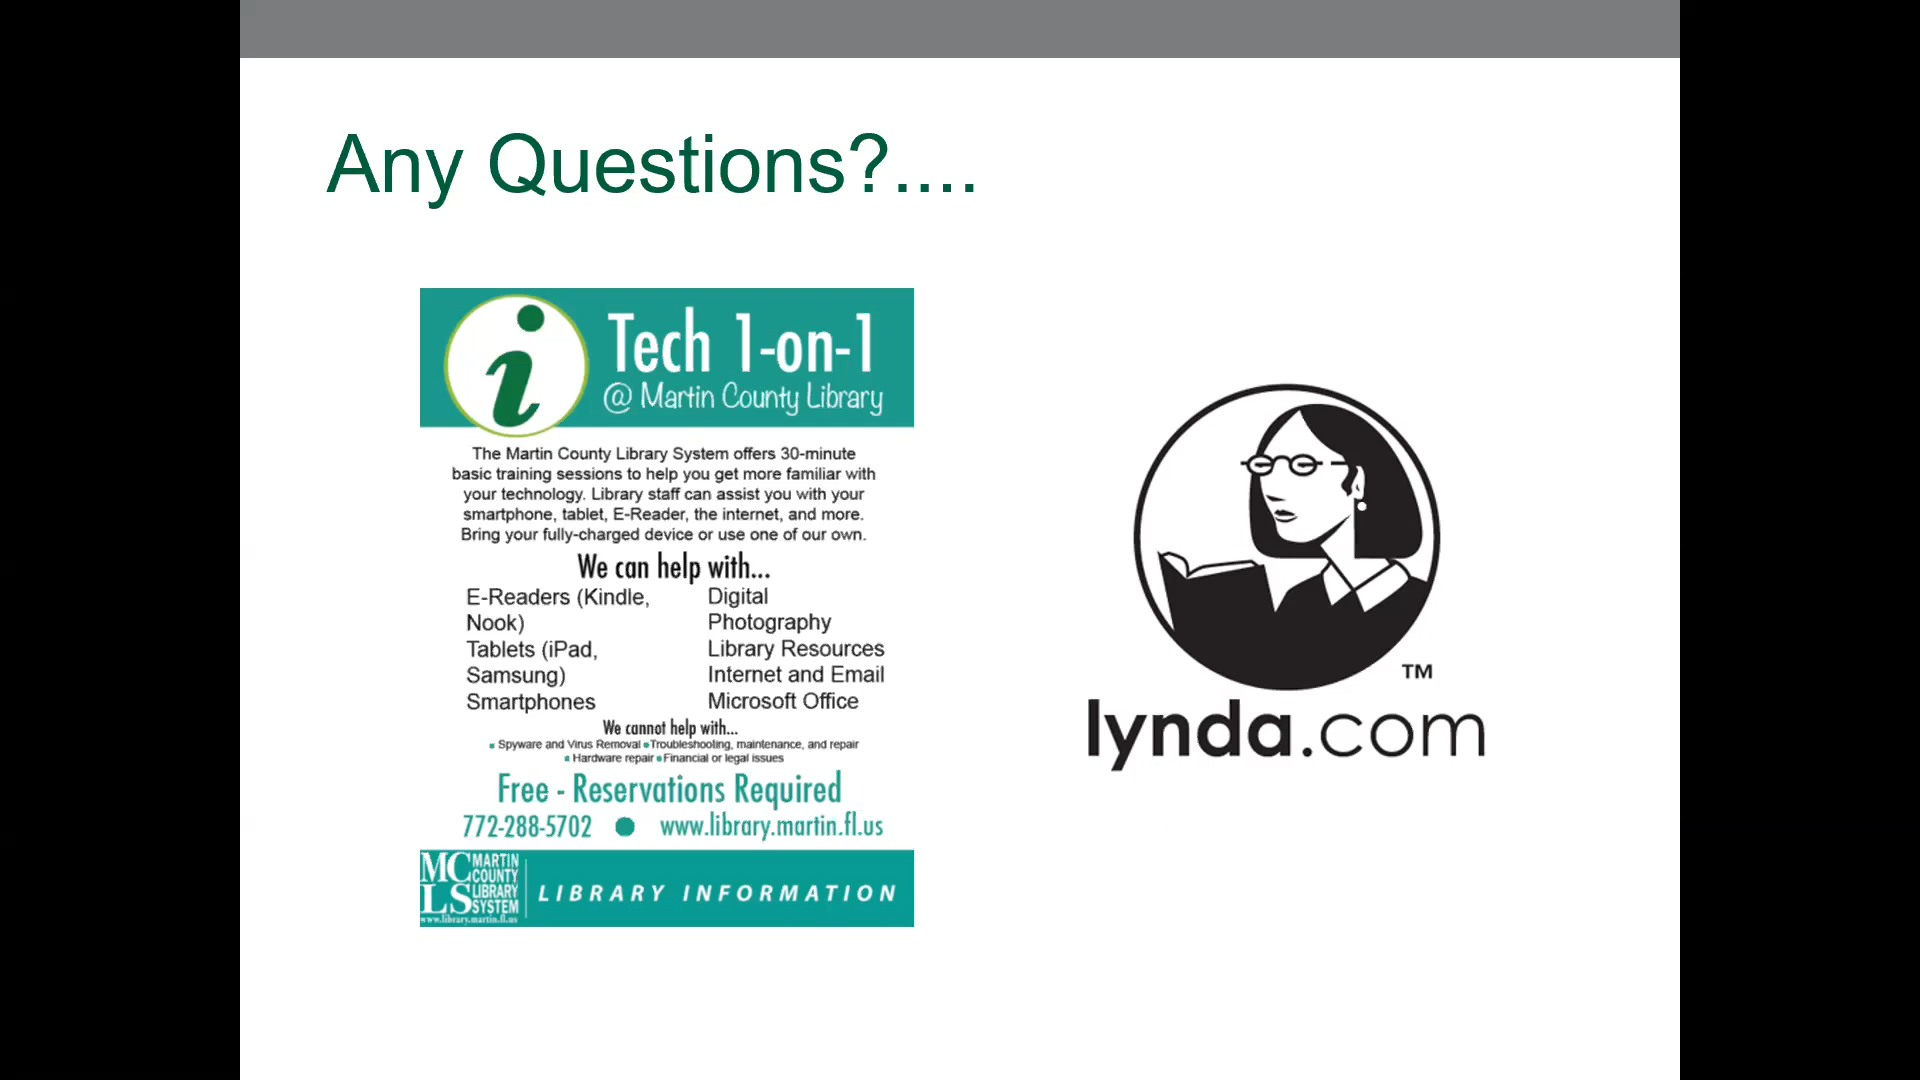 Any Questions?....
i
Tech 1-on-1
@ Martin County Library
The Martin County Library System offers 30-minute
basic training sessions to help you get more familiar with
your technology. Library staff can assist you with your
smartphone, tablet, E-Reader, the internet, and more.
Bring your fully-charged device or use one of our own.
We can help with...
E-Readers (Kindle,
Nook)
Tablets (iPad,
Samsung)
Smartphones
Digital
Photography
Library Resources
Internet and Email
Microsoft Office
We cannot help with...
▪ Spyware and Virus Removal ●Troubleshooting, maintenance, and repair
▪ Hardware repair ●Financial or legal issues
Free - Reservations Required
772-288-5702 ● www.library.martin.fl.us
MC MARTIN
COUNTY
LS LIBRARY
SYSTEM
www.library.martin.fl.us
LIBRARY INFORMATION
TM
lynda.com